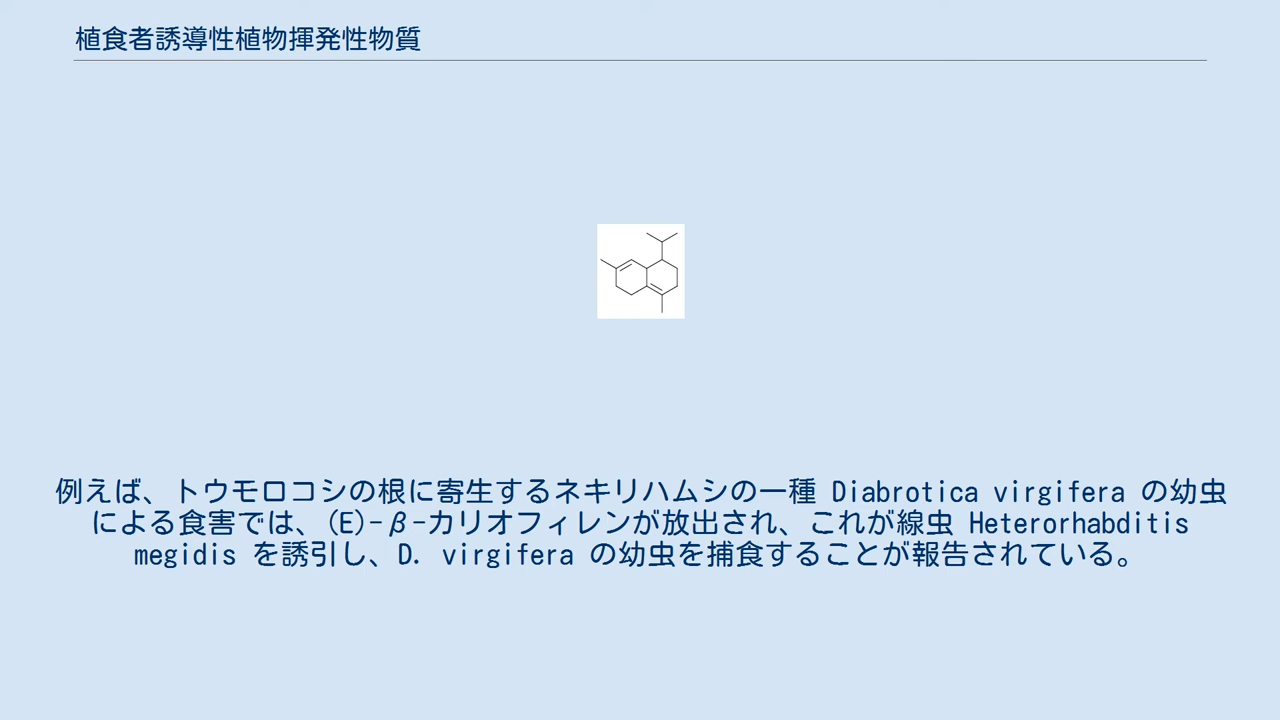 植食者誘導性植物揮発性物質
例えば、トウモロコシの根に寄生するネキリハムシの一種 Diabrotica virgifera の幼虫
による食害では、(E)-β-カリオフィレンが放出され、これが線虫 Heterorhabditis
megidis を誘引し、D. virgifera の幼虫を捕食することが報告されている。